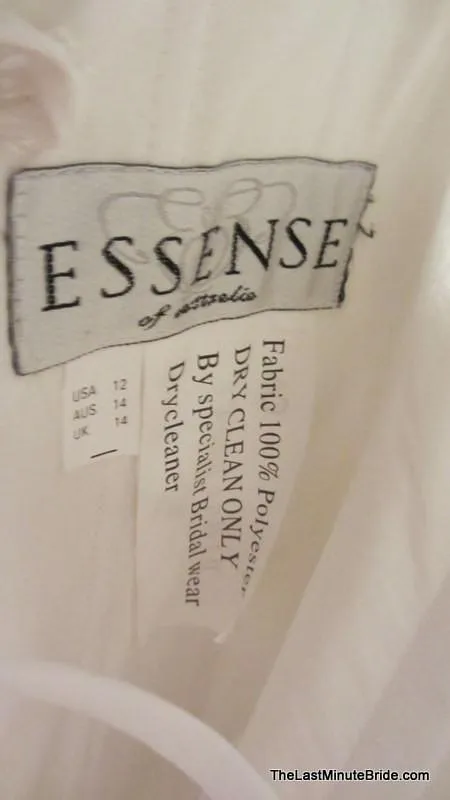 ESSENSE
of australia
USA 12
AUS 14
UK 14
Fabric 100% Polyester
DRY CLEAN ONLY
By specialist Bridal wear
Drycleaner
TheLastMinuteBride.com